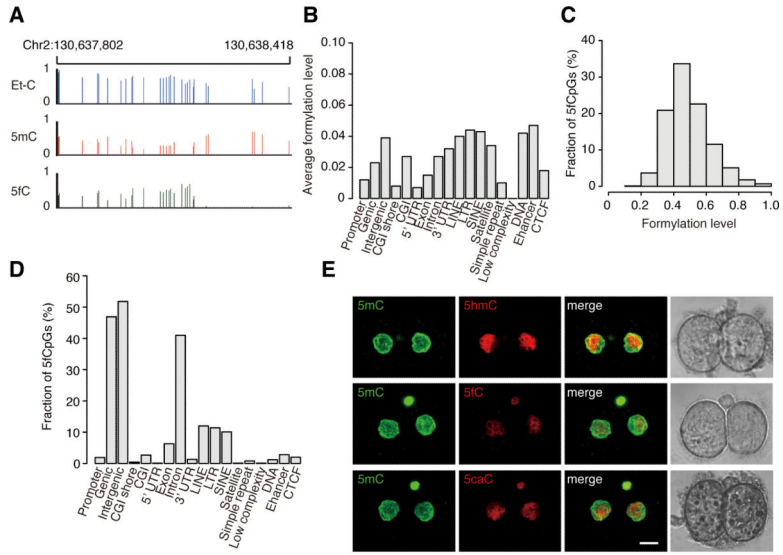 A
Chr2:130,637,802
130,638,418
1
Et-C
0
1
5mC
0
1
5fC
0
B
Average formylation level
0.10
0.08
0.06
0.04
0.02
0
Promoter
Genic
Intergenic
CGI shore
CGI
5' UTR
Exon
Intron
3' UTR
LINE
LTR
SINE
Satellite
Simple repeat
Low complexity
DNA
Ehancer
CTCF
C
Fraction of 5fCpGs (%)
40
30
20
10
0
0 0.2 0.4 0.6 0.8 1.0
Formylation level
D
Fraction of 5fCpGs (%)
60
50
40
30
20
10
0
Promoter
Genic
Intergenic
CGI shore
CGI
5' UTR
Exon
Intron
3' UTR
LINE
LTR
SINE
Satellite
Simple repeat
Low complexity
DNA
Enhancer
CTCF
E
5mC 5hmC merge
5mC 5fC merge
5mC 5caC merge